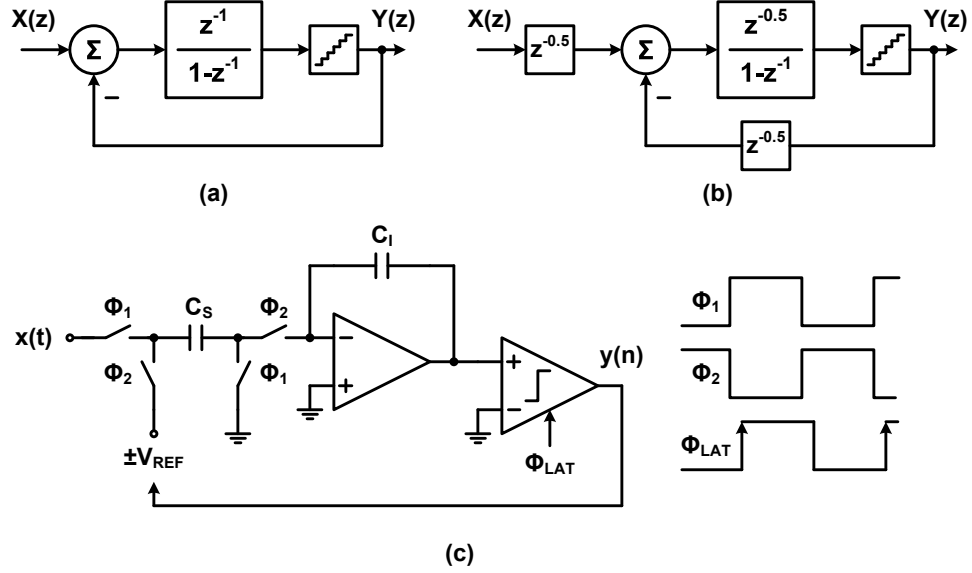 X(z)
Σ
−
z⁻¹
1-z⁻¹
Y(z)
(a)
X(z)
z⁻⁰·⁵
Σ
−
z⁻⁰·⁵
1-z⁻¹
Y(z)
z⁻⁰·⁵
(b)
x(t)
Φ₁
Φ₂
C_S
Φ₂
Φ₁
C_I
−
+
+
−
y(n)
Φ_LAT
±V_REF
Φ₁
Φ₂
Φ_LAT
(c)